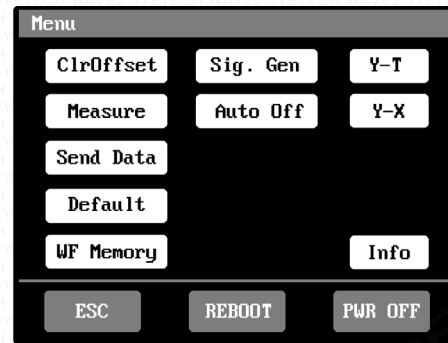 Menu
ClrOffset Sig. Gen Y-T
Measure Auto Off Y-X
Send Data
Default
WF Memory Info
ESC REBOOT PWR OFF